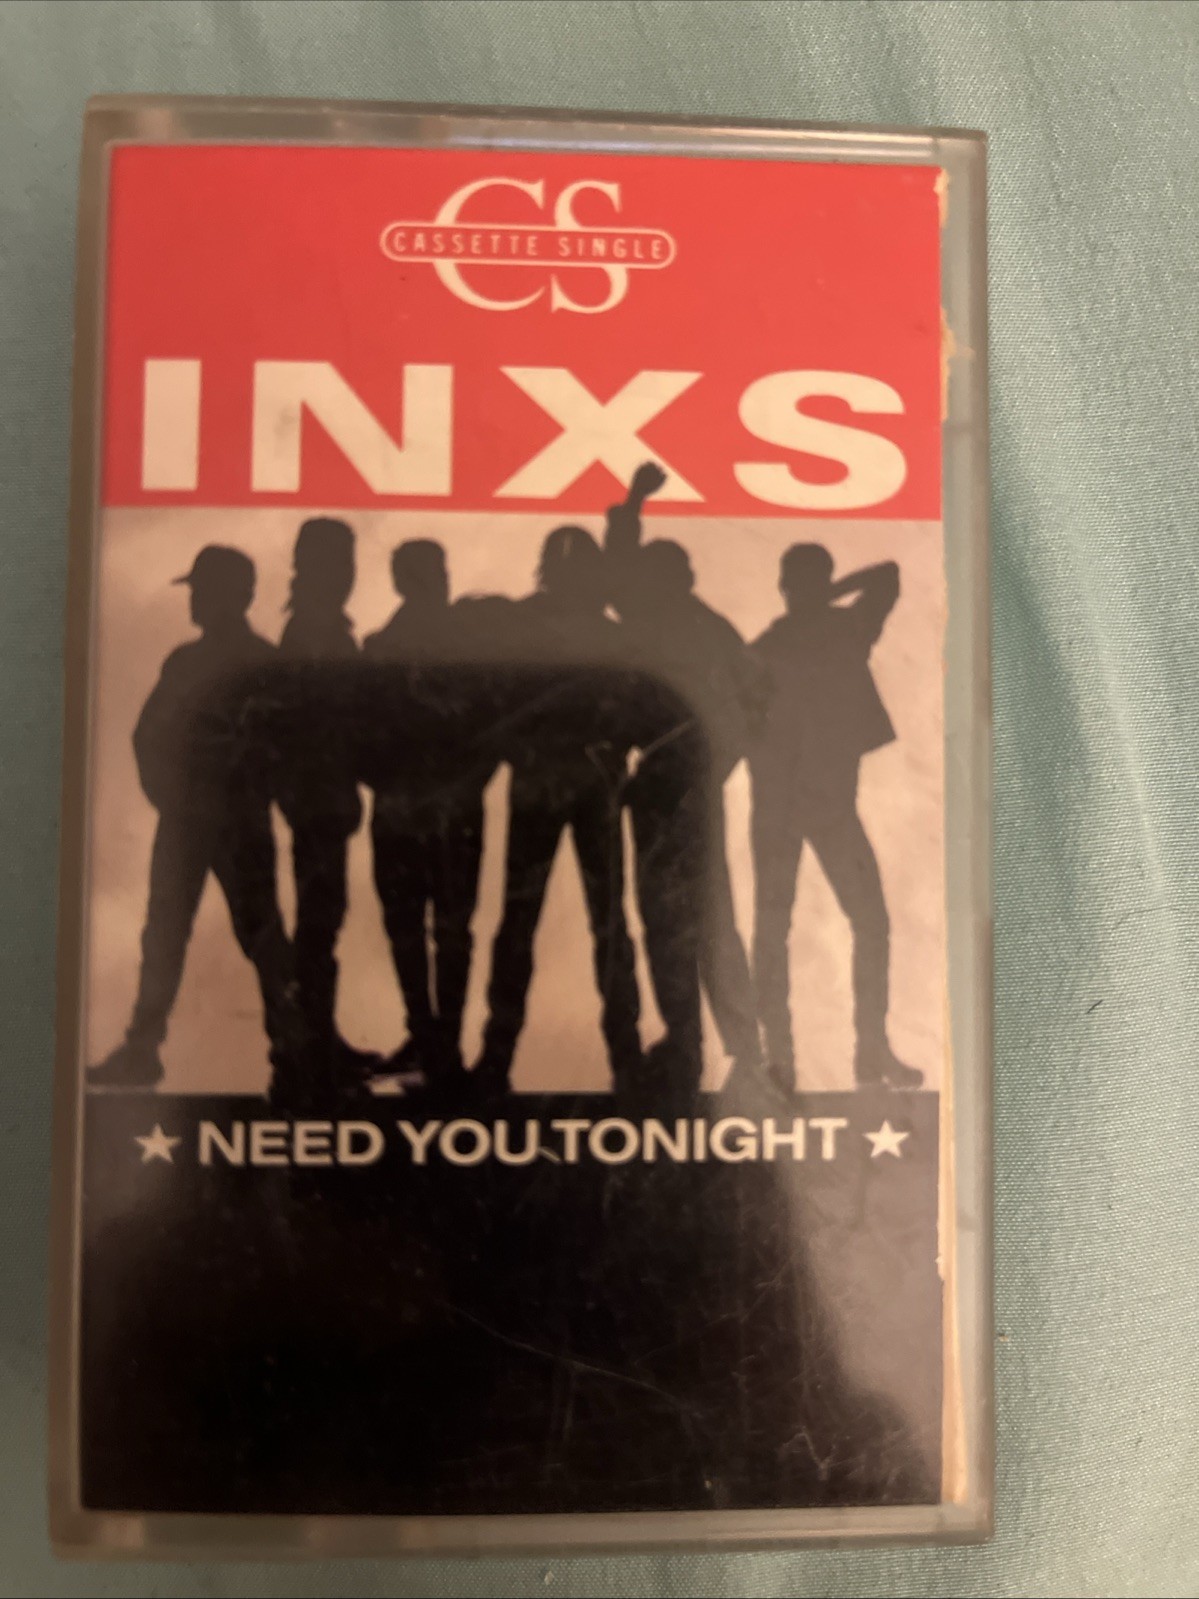 CS
CASSETTE SINGLE
INXS
★ NEED YOU TONIGHT ★